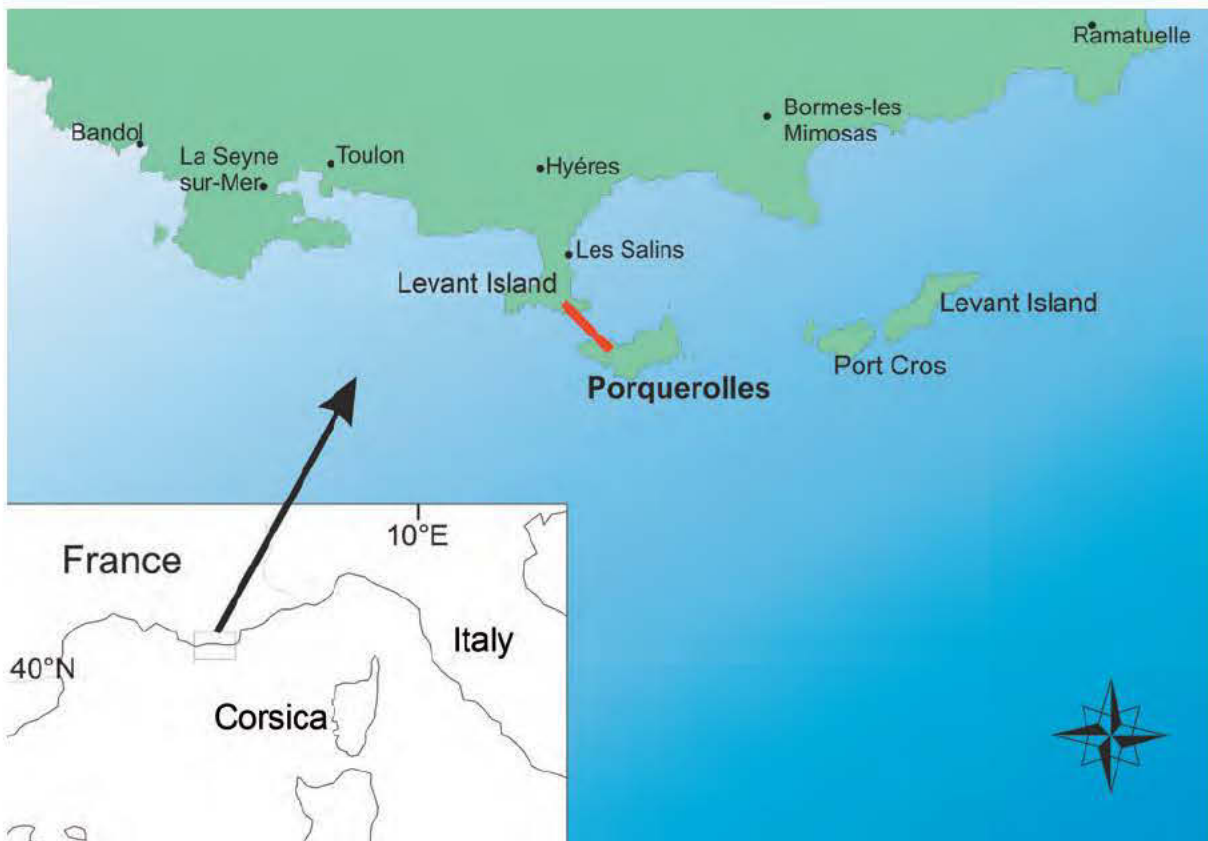 Ramatuelle
Bormes-les
Mimosas
Bandol
La Seyne
sur-Mer
Toulon
Hyéres
Les Salins
Levant Island
Levant Island
Port Cros
Porquerolles
10°E
France
Italy
40°N
Corsica